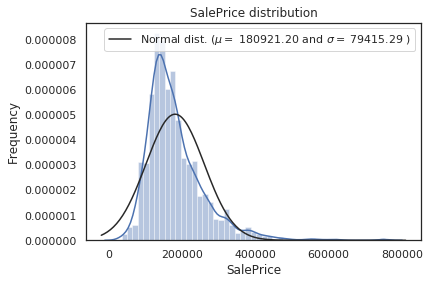 SalePrice distribution
Normal dist. (μ = 180921.20 and σ = 79415.29 )
0.000008
0.000007
0.000006
0.000005
0.000004
0.000003
0.000002
0.000001
0.000000
Frequency
0 200000 400000 600000 800000
SalePrice